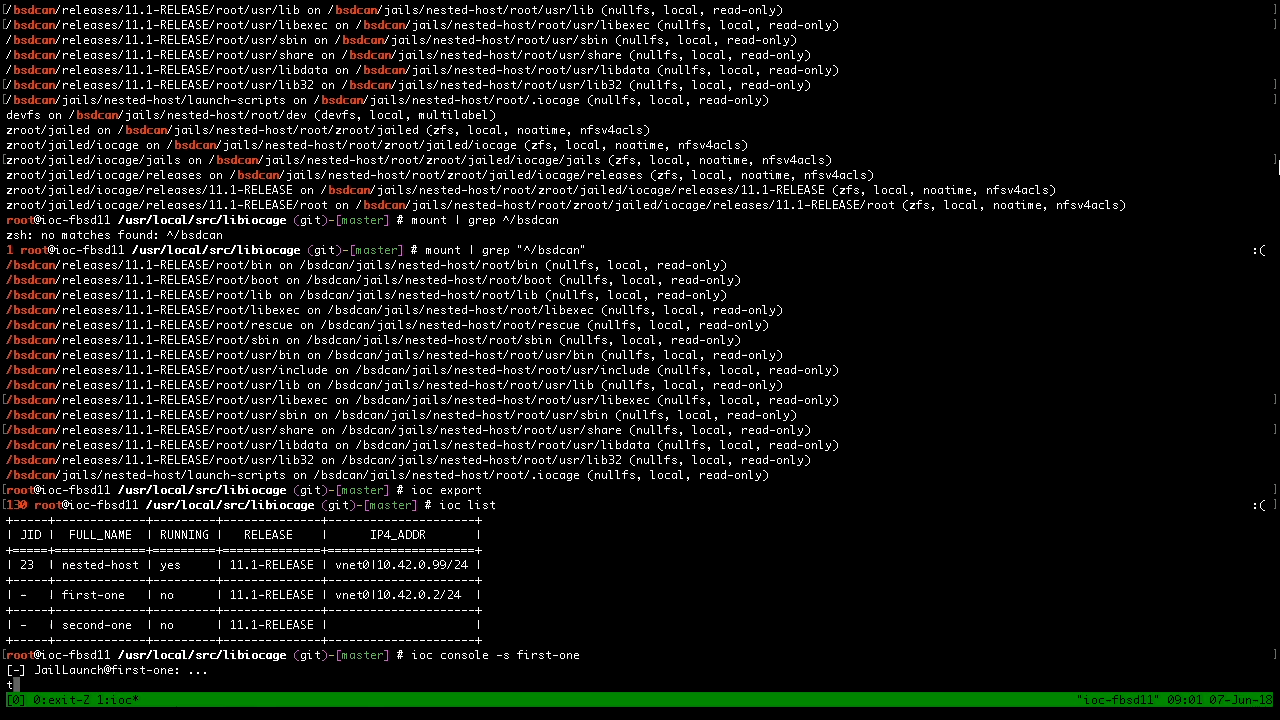 /bsdcan/releases/11.1-RELEASE/root/usr/lib on /bsdcan/jails/nested-host/root/usr/lib (nullfs, local, read-only)
/bsdcan/releases/11.1-RELEASE/root/usr/libexec on /bsdcan/jails/nested-host/root/usr/libexec (nullfs, local, read-only)
/bsdcan/releases/11.1-RELEASE/root/usr/sbin on /bsdcan/jails/nested-host/root/usr/sbin (nullfs, local, read-only)
/bsdcan/releases/11.1-RELEASE/root/usr/share on /bsdcan/jails/nested-host/root/usr/share (nullfs, local, read-only)
/bsdcan/releases/11.1-RELEASE/root/usr/libdata on /bsdcan/jails/nested-host/root/usr/libdata (nullfs, local, read-only)
/bsdcan/releases/11.1-RELEASE/root/usr/lib32 on /bsdcan/jails/nested-host/root/usr/lib32 (nullfs, local, read-only)
/bsdcan/jails/nested-host/launch-scripts on /bsdcan/jails/nested-host/root/.iocage (nullfs, local, read-only)
devfs on /bsdcan/jails/nested-host/root/dev (devfs, local, multilabel)
zroot/jailed on /bsdcan/jails/nested-host/root/zroot/jailed (zfs, local, noatime, nfsv4acls)
zroot/jailed/iocage on /bsdcan/jails/nested-host/root/zroot/jailed/iocage (zfs, local, noatime, nfsv4acls)
zroot/jailed/iocage/jails on /bsdcan/jails/nested-host/root/zroot/jailed/iocage/jails (zfs, local, noatime, nfsv4acls)
zroot/jailed/iocage/releases on /bsdcan/jails/nested-host/root/zroot/jailed/iocage/releases (zfs, local, noatime, nfsv4acls)
zroot/jailed/iocage/releases/11.1-RELEASE on /bsdcan/jails/nested-host/root/zroot/jailed/iocage/releases/11.1-RELEASE (zfs, local, noatime, nfsv4acls)
zroot/jailed/iocage/releases/11.1-RELEASE/root on /bsdcan/jails/nested-host/root/zroot/jailed/iocage/releases/11.1-RELEASE/root (zfs, local, noatime, nfsv4acls)
root@ioc-fbsd11 /usr/local/src/libiocage (git)-[master] # mount | grep ^/bsdcan
zsh: no matches found: ^/bsdcan
1 root@ioc-fbsd11 /usr/local/src/libiocage (git)-[master] # mount | grep "^/bsdcan" :(
/bsdcan/releases/11.1-RELEASE/root/bin on /bsdcan/jails/nested-host/root/bin (nullfs, local, read-only)
/bsdcan/releases/11.1-RELEASE/root/boot on /bsdcan/jails/nested-host/root/boot (nullfs, local, read-only)
/bsdcan/releases/11.1-RELEASE/root/lib on /bsdcan/jails/nested-host/root/lib (nullfs, local, read-only)
/bsdcan/releases/11.1-RELEASE/root/libexec on /bsdcan/jails/nested-host/root/libexec (nullfs, local, read-only)
/bsdcan/releases/11.1-RELEASE/root/rescue on /bsdcan/jails/nested-host/root/rescue (nullfs, local, read-only)
/bsdcan/releases/11.1-RELEASE/root/sbin on /bsdcan/jails/nested-host/root/sbin (nullfs, local, read-only)
/bsdcan/releases/11.1-RELEASE/root/usr/bin on /bsdcan/jails/nested-host/root/usr/bin (nullfs, local, read-only)
/bsdcan/releases/11.1-RELEASE/root/usr/include on /bsdcan/jails/nested-host/root/usr/include (nullfs, local, read-only)
/bsdcan/releases/11.1-RELEASE/root/usr/lib on /bsdcan/jails/nested-host/root/usr/lib (nullfs, local, read-only)
/bsdcan/releases/11.1-RELEASE/root/usr/libexec on /bsdcan/jails/nested-host/root/usr/libexec (nullfs, local, read-only)
/bsdcan/releases/11.1-RELEASE/root/usr/sbin on /bsdcan/jails/nested-host/root/usr/sbin (nullfs, local, read-only)
/bsdcan/releases/11.1-RELEASE/root/usr/share on /bsdcan/jails/nested-host/root/usr/share (nullfs, local, read-only)
/bsdcan/releases/11.1-RELEASE/root/usr/libdata on /bsdcan/jails/nested-host/root/usr/libdata (nullfs, local, read-only)
/bsdcan/releases/11.1-RELEASE/root/usr/lib32 on /bsdcan/jails/nested-host/root/usr/lib32 (nullfs, local, read-only)
/bsdcan/jails/nested-host/launch-scripts on /bsdcan/jails/nested-host/root/.iocage (nullfs, local, read-only)
root@ioc-fbsd11 /usr/local/src/libiocage (git)-[master] # ioc export
130 root@ioc-fbsd11 /usr/local/src/libiocage (git)-[master] # ioc list :(
+-----+-------------+---------+--------------+---------------------+
| JID |  FULL_NAME  | RUNNING |   RELEASE    |      IP4_ADDR       |
+=====+=============+=========+==============+=====================+
| 23  | nested-host | yes     | 11.1-RELEASE | vnet0|10.42.0.99/24 |
+-----+-------------+---------+--------------+---------------------+
| -   | first-one   | no      | 11.1-RELEASE | vnet0|10.42.0.2/24  |
+-----+-------------+---------+--------------+---------------------+
| -   | second-one  | no      | 11.1-RELEASE |                     |
+-----+-------------+---------+--------------+---------------------+
root@ioc-fbsd11 /usr/local/src/libiocage (git)-[master] # ioc console -s first-one
[-] JailLaunch@first-one: ...
t
[0] 0:exit-Z 1:ioc* "ioc-fbsd11" 09:01 07-Jun-18